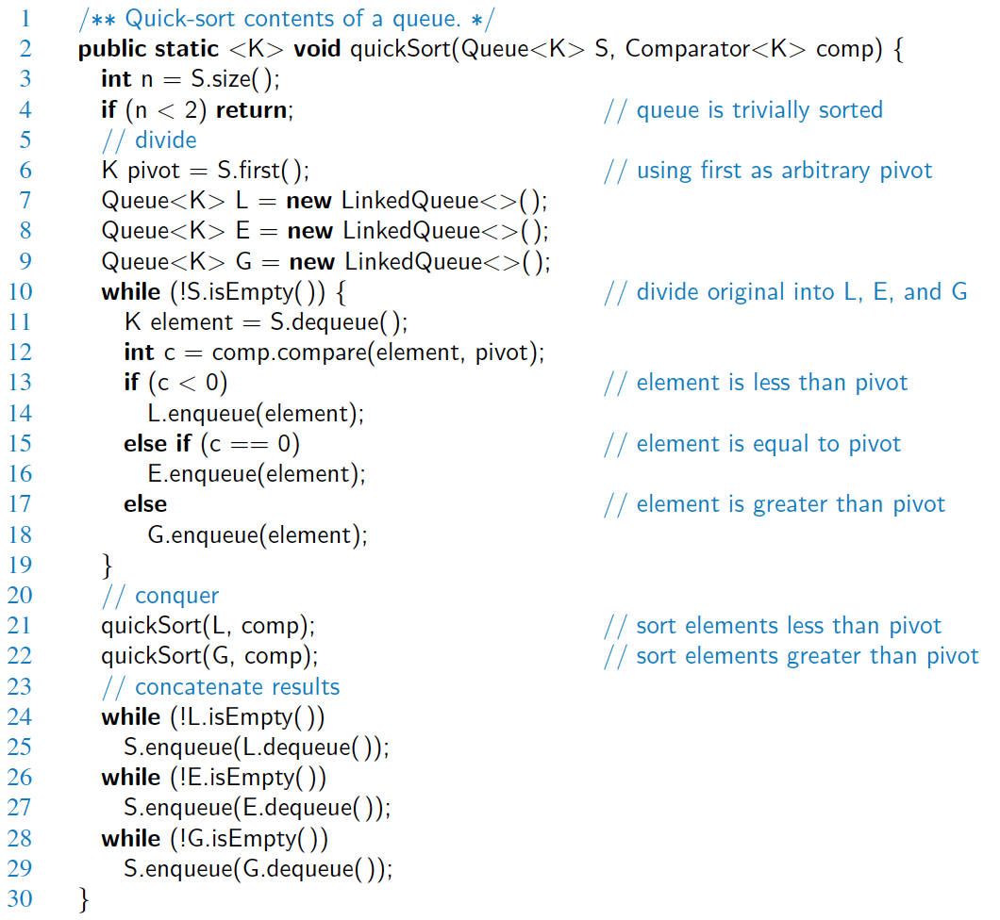 1 /** Quick-sort contents of a queue. */
2 public static <K> void quickSort(Queue<K> S, Comparator<K> comp) {
3 int n = S.size();
4 if (n < 2) return; // queue is trivially sorted
5 // divide
6 K pivot = S.first(); // using first as arbitrary pivot
7 Queue<K> L = new LinkedQueue<>();
8 Queue<K> E = new LinkedQueue<>();
9 Queue<K> G = new LinkedQueue<>();
10 while (!S.isEmpty()) { // divide original into L, E, and G
11 K element = S.dequeue();
12 int c = comp.compare(element, pivot);
13 if (c < 0) // element is less than pivot
14 L.enqueue(element);
15 else if (c == 0) // element is equal to pivot
16 E.enqueue(element);
17 else // element is greater than pivot
18 G.enqueue(element);
19 }
20 // conquer
21 quickSort(L, comp); // sort elements less than pivot
22 quickSort(G, comp); // sort elements greater than pivot
23 // concatenate results
24 while (!L.isEmpty())
25 S.enqueue(L.dequeue());
26 while (!E.isEmpty())
27 S.enqueue(E.dequeue());
28 while (!G.isEmpty())
29 S.enqueue(G.dequeue());
30 }